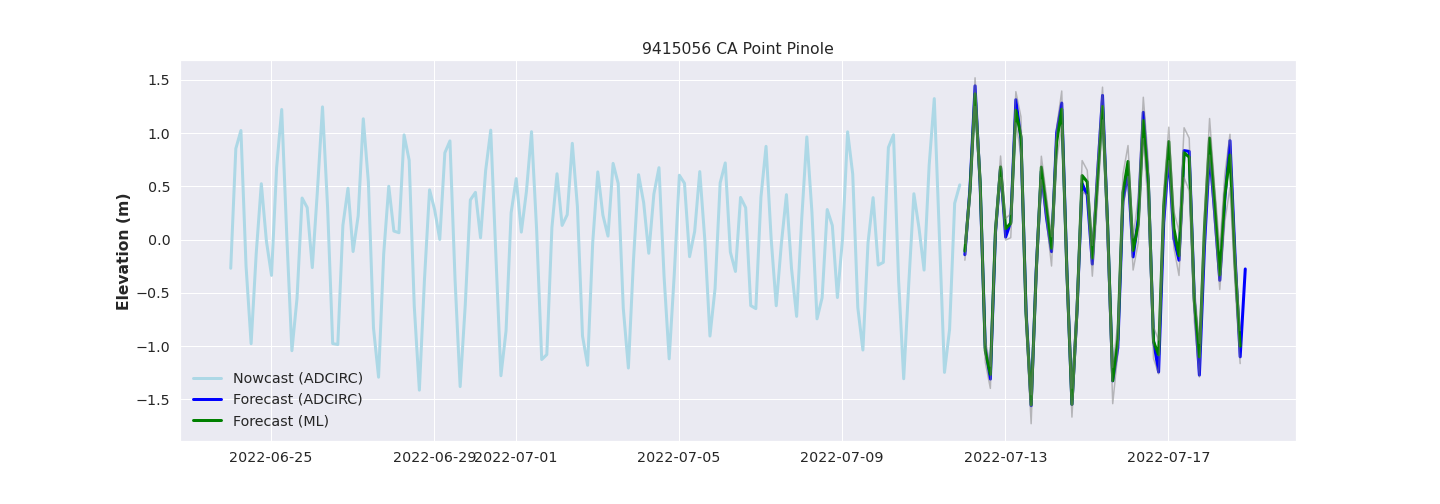 9415056 CA Point Pinole
Elevation (m)
1.5
1.0
0.5
0.0
−0.5
−1.0
−1.5
Nowcast (ADCIRC)
Forecast (ADCIRC)
Forecast (ML)
2022-06-25 2022-06-29 2022-07-01 2022-07-05 2022-07-09 2022-07-13 2022-07-17